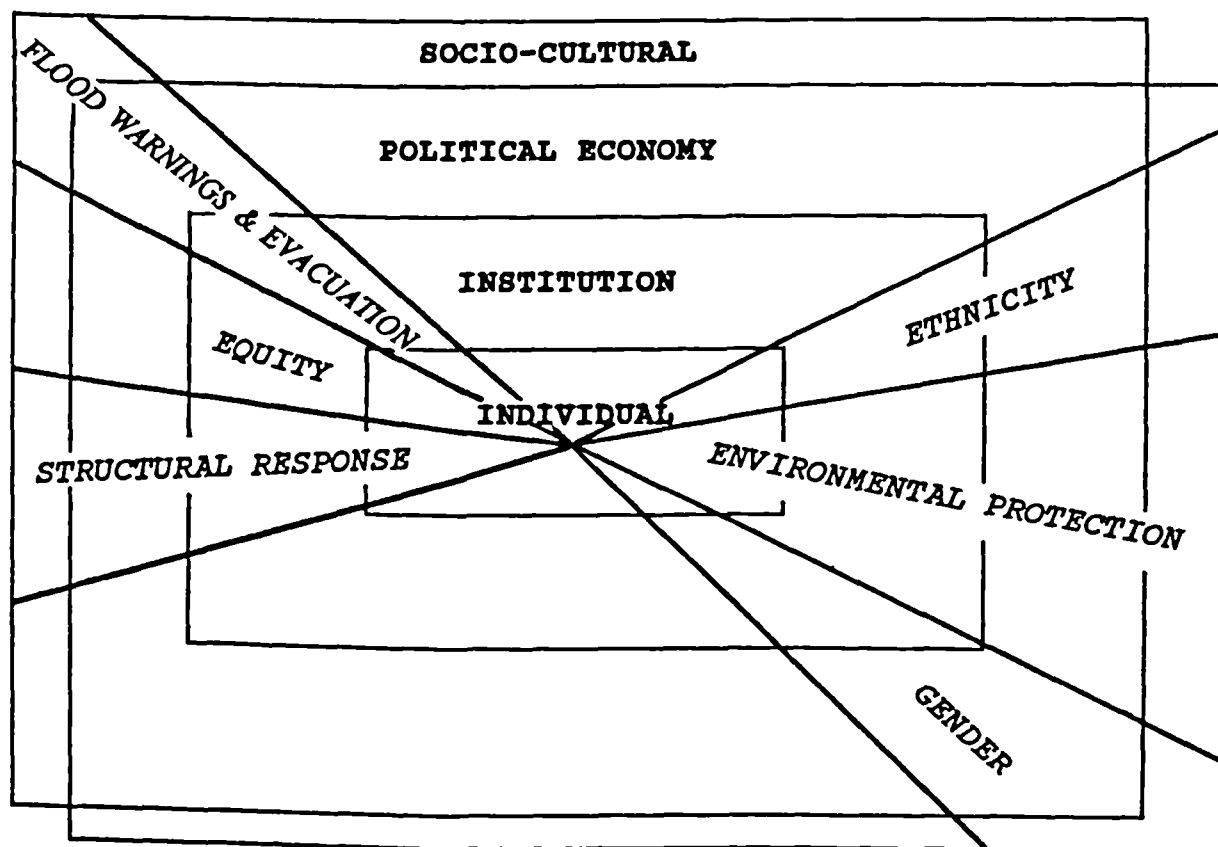 SOCIO-CULTURAL
FLOOD WARNINGS & EVACUATION
POLITICAL ECONOMY
INSTITUTION
ETHNICITY
EQUITY
INDIVIDUAL
STRUCTURAL RESPONSE
ENVIRONMENTAL PROTECTION
GENDER